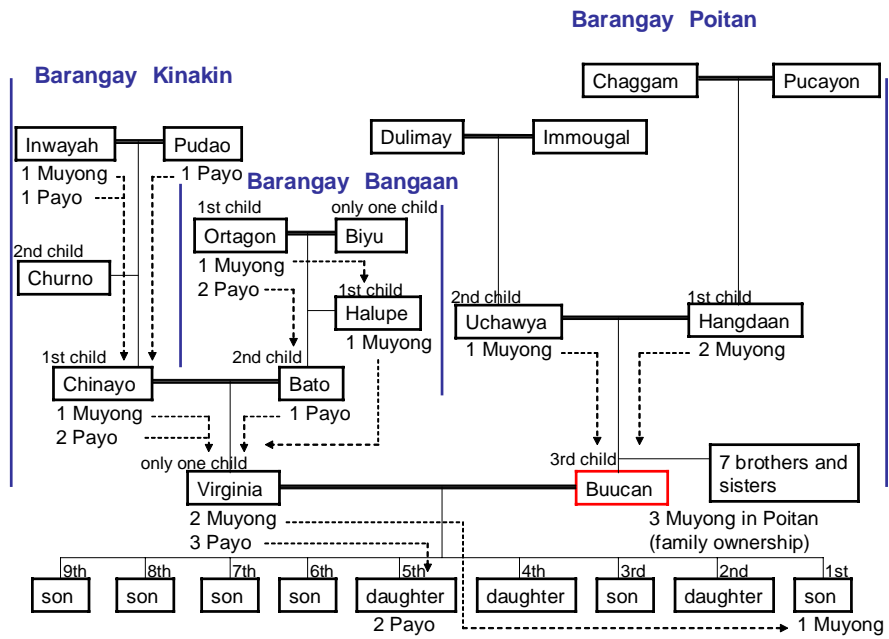 Barangay Poitan
Barangay Kinakin
Chaggam
Pucayon
Dulimay
Immougal
Inwayah
Pudao
1 Muyong
1 Payo
1 Payo
Barangay Bangaan
1st child
only one child
Ortagon
Biyu
2nd child
Churno
1 Muyong
2 Payo
1st child
Halupe
1 Muyong
2nd child
Uchawya
1 Muyong
1st child
Hangdaan
2 Muyong
1st child
Chinayo
1 Muyong
2 Payo
2nd child
Bato
1 Payo
only one child
Virginia
2 Muyong
3 Payo
3rd child
Buucan
3 Muyong in Poitan
(family ownership)
7 brothers and
sisters
9th
son
8th
son
7th
son
6th
son
5th
daughter
2 Payo
4th
daughter
3rd
son
2nd
daughter
1st
son
1 Muyong